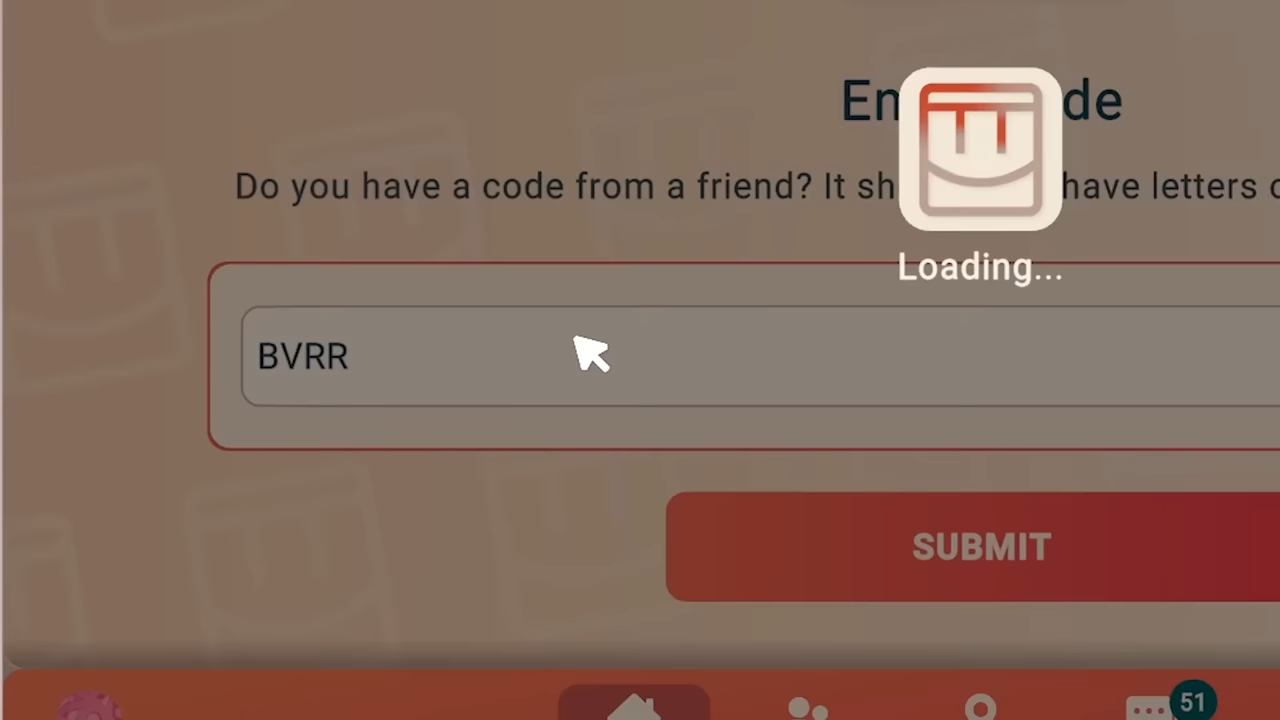 En de
Do you have a code from a friend? It sh have letters
Loading...
BVRR
SUBMIT
51